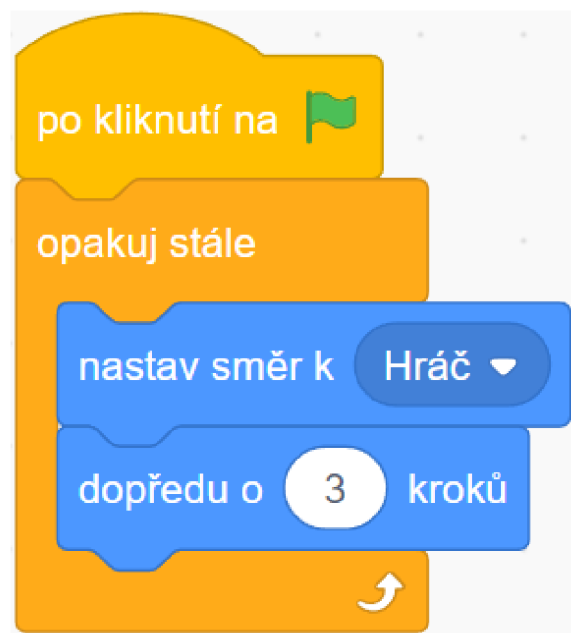 po kliknutí na
opakuj stále
nastav směr k Hráč
dopředu o 3 kroků